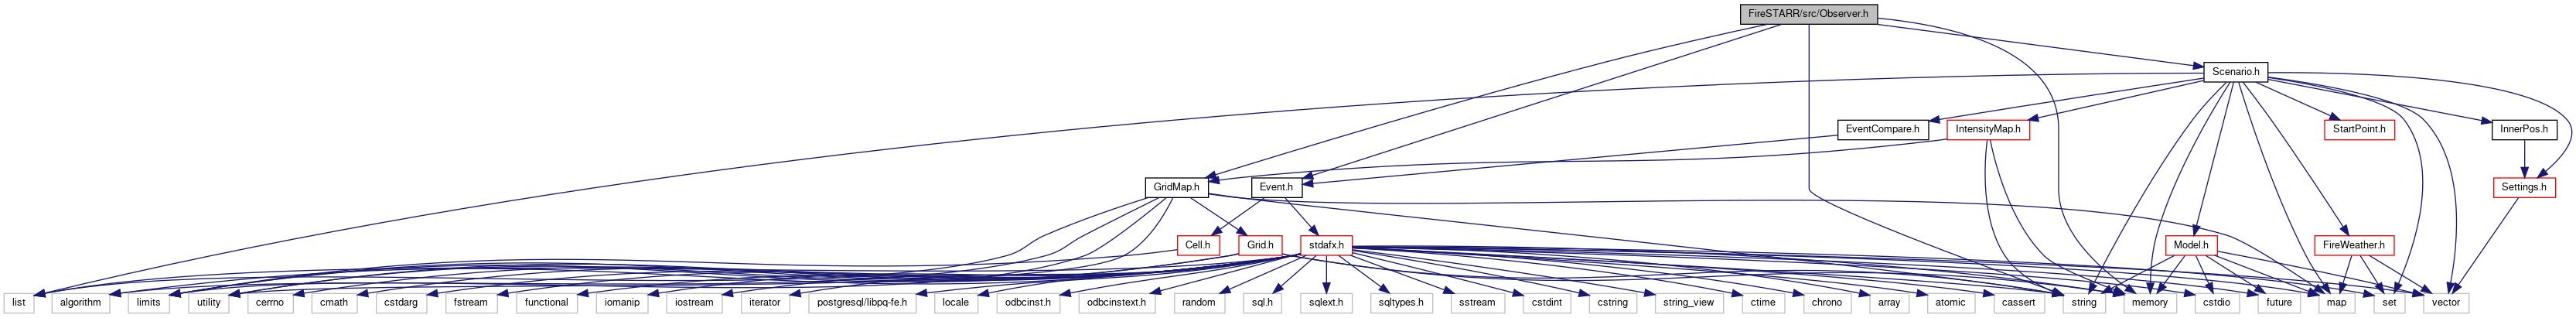 FireSTARR/src/Observer.h
Scenario.h
EventCompare.h
IntensityMap.h
StartPoint.h
InnerPos.h
GridMap.h
Event.h
Settings.h
Cell.h
Grid.h
stdafx.h
Model.h
FireWeather.h
list
algorithm
limits
utility
cerrno
cmath
cstdarg
fstream
functional
iomanip
iostream
iterator
postgresql/libpq-fe.h
locale
odbcinst.h
odbcinstext.h
random
sql.h
sqlext.h
sqltypes.h
sstream
cstdint
cstring
string_view
ctime
chrono
array
atomic
cassert
string
memory
cstdio
future
map
set
vector